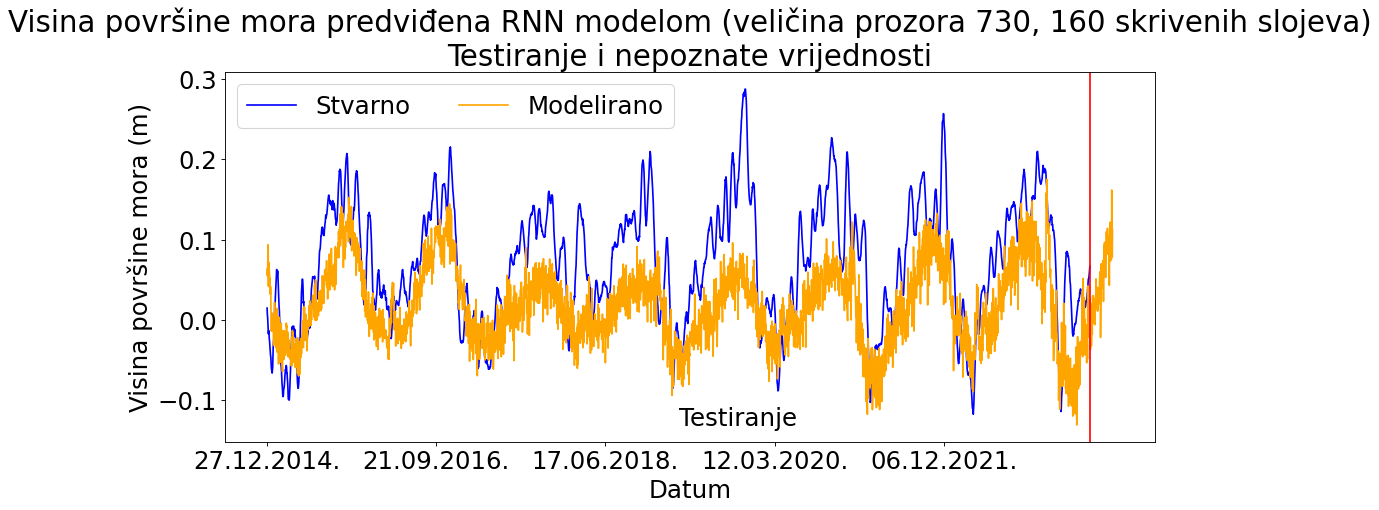 Visina površine mora predviđena RNN modelom (veličina prozora 730, 160 skrivenih slojeva)
Testiranje i nepoznate vrijednosti
Stvarno Modelirano
Visina površine mora (m)
0.3
0.2
0.1
0.0
−0.1
Testiranje
27.12.2014. 21.09.2016. 17.06.2018. 12.03.2020. 06.12.2021.
Datum